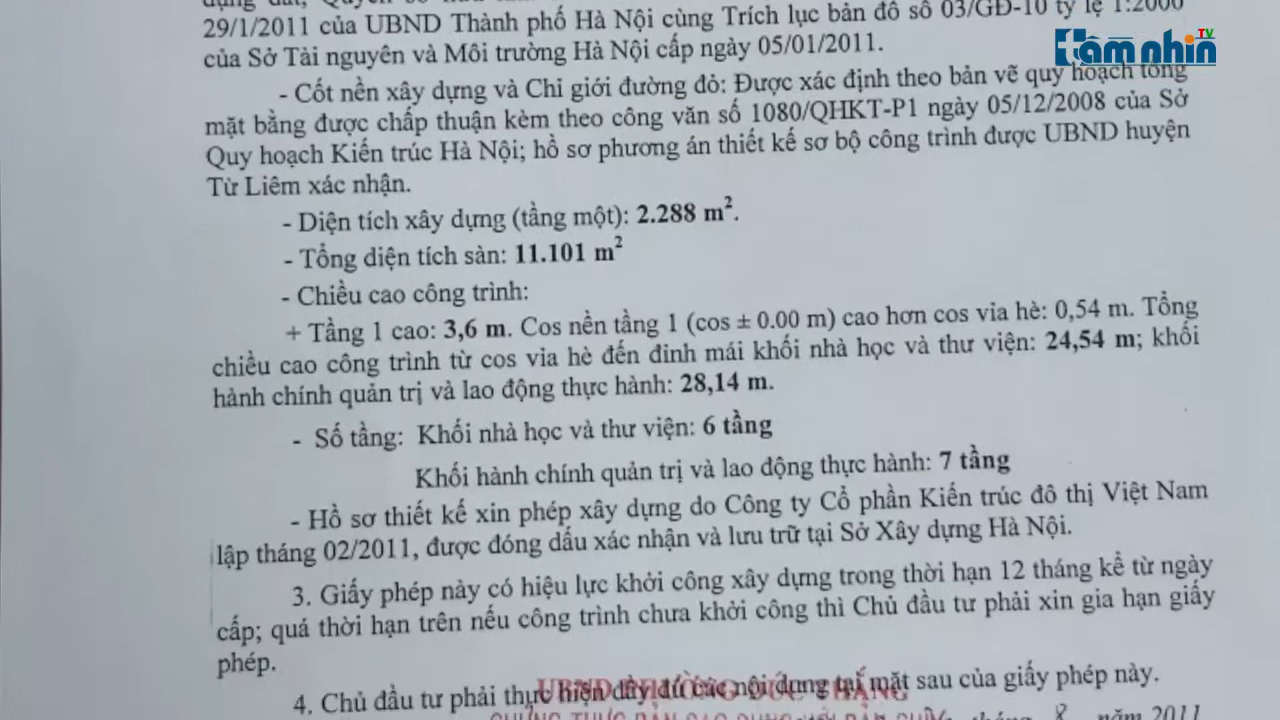 29/1/2011 của UBND Thành phố Hà Nội cùng Trích lục bản đồ số 03/GĐ-10 tỷ lệ 1:2000
của Sở Tài nguyên và Môi trường Hà Nội cấp ngày 05/01/2011.
TầmnhìnTV
- Cốt nền xây dựng và Chỉ giới đường đỏ: Được xác định theo bản vẽ quy hoạch tổng
mặt bằng được chấp thuận kèm theo công văn số 1080/QHKT-P1 ngày 05/12/2008 của Sở
Quy hoạch Kiến trúc Hà Nội; hồ sơ phương án thiết kế sơ bộ công trình được UBND huyện
Từ Liêm xác nhận.
- Diện tích xây dựng (tầng một): 2.288 m².
- Tổng diện tích sàn: 11.101 m²
- Chiều cao công trình:
+ Tầng 1 cao: 3,6 m. Cos nền tầng 1 (cos ± 0.00 m) cao hơn cos vỉa hè: 0,54 m. Tổng
chiều cao công trình từ cos vỉa hè đến đỉnh mái khối nhà học và thư viện: 24,54 m; khối
hành chính quản trị và lao động thực hành: 28,14 m.
- Số tầng: Khối nhà học và thư viện: 6 tầng
Khối hành chính quản trị và lao động thực hành: 7 tầng
- Hồ sơ thiết kế xin phép xây dựng do Công ty Cổ phần Kiến trúc đô thị Việt Nam
lập tháng 02/2011, được đóng dấu xác nhận và lưu trữ tại Sở Xây dựng Hà Nội.
3. Giấy phép này có hiệu lực khởi công xây dựng trong thời hạn 12 tháng kể từ ngày
cấp; quá thời hạn trên nếu công trình chưa khởi công thì Chủ đầu tư phải xin gia hạn giấy
phép.
4. Chủ đầu tư phải thực hiện đầy đủ các nội dung tại mặt sau của giấy phép này.
UBND PHƯỜNG ĐỨC THẮNG
tháng 8 năm 2011